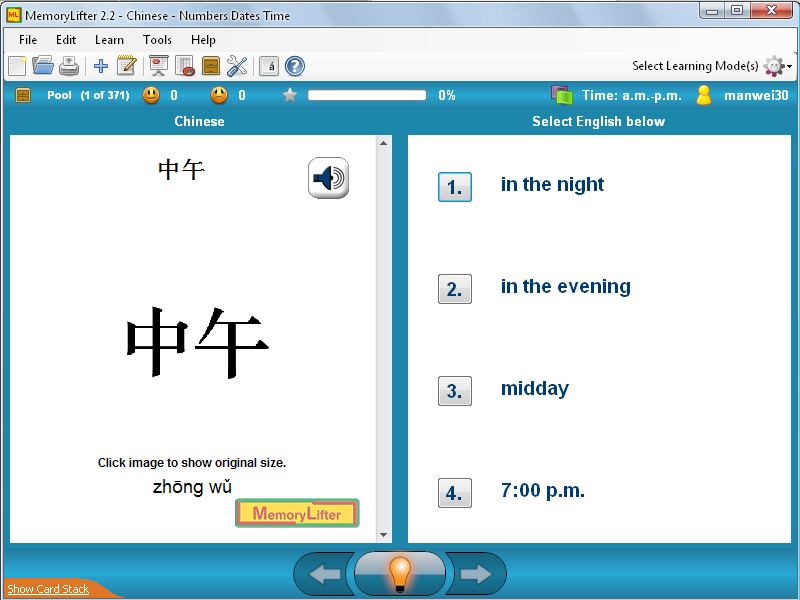 MemoryLifter 2.2 - Chinese - Numbers Dates Time
File Edit Learn Tools Help
Select Learning Mode(s)
Pool (1 of 371) 0 0 0% Time: a.m.-p.m. manwei30
Chinese
Select English below
中午
中午
Click image to show original size.
zhōng wǔ
MemoryLifter
1. in the night
2. in the evening
3. midday
4. 7:00 p.m.
Show Card Stack